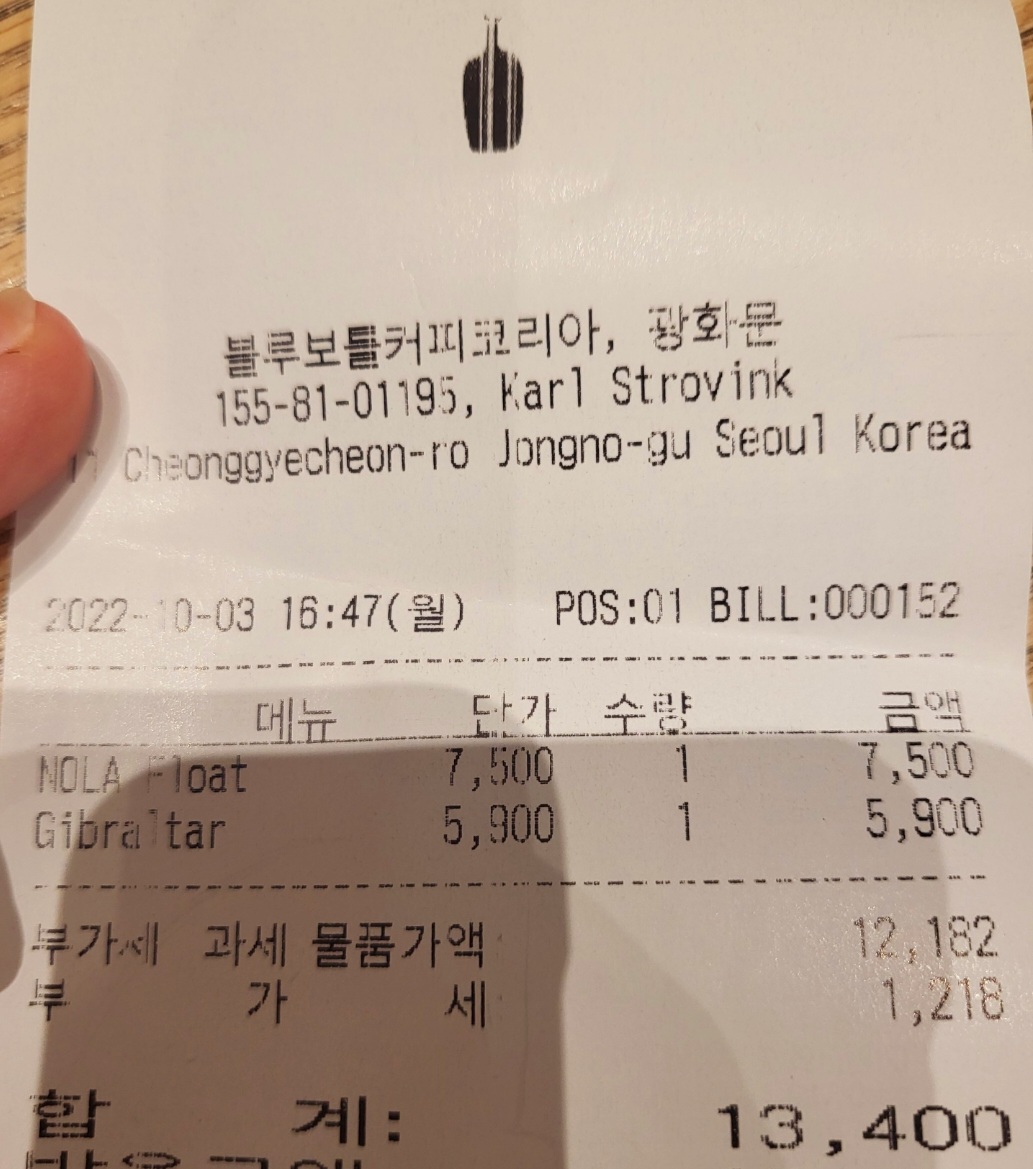 블루보틀커피코리아, 광화문
155-81-01195, Karl Strovink
11 Cheonggyecheon-ro Jongno-gu Seoul Korea
2022-10-03 16:47(월) POS:01 BILL:000152
메뉴 단가 수량 금액
NOLA Float 7,500 1 7,500
Gibraltar 5,900 1 5,900
부가세 과세 물품가액 12,182
부 가 세 1,218
합 계: 13,400